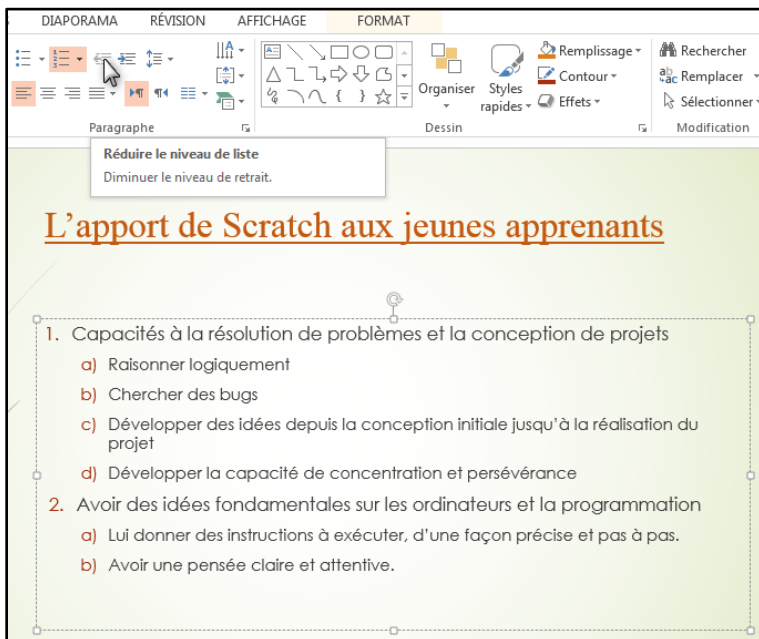 DIAPORAMA RÉVISION AFFICHAGE FORMAT
Remplissage
Rechercher
Contour
Remplacer
Organiser
Styles
rapides
Effets
Sélectionner
Paragraphe
Dessin
Modification
Réduire le niveau de liste
Diminuer le niveau de retrait.
L'apport de Scratch aux jeunes apprenants
1. Capacités à la résolution de problèmes et la conception de projets
a) Raisonner logiquement
b) Chercher des bugs
c) Développer des idées depuis la conception initiale jusqu'à la réalisation du
projet
d) Développer la capacité de concentration et persévérance
2. Avoir des idées fondamentales sur les ordinateurs et la programmation
a) Lui donner des instructions à exécuter, d'une façon précise et pas à pas.
b) Avoir une pensée claire et attentive.